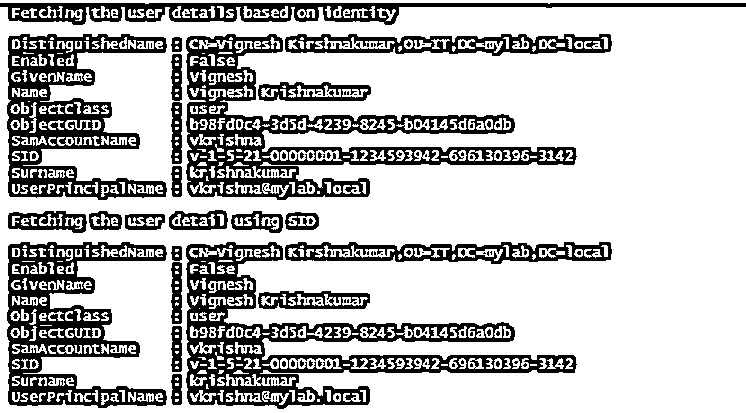 Fetching the user details based on identity
DistinguishedName : CN=Vignesh Kirshnakumar,OU=IT,DC=mylab,DC=local
Enabled : False
GivenName : Vignesh
Name : Vignesh Krishnakumar
ObjectClass : user
ObjectGUID : b98fd0c4-3d5d-4239-8245-b04145d6a0db
SamAccountName : vkrishna
SID : v-1-5-21-00000001-1234593942-696130396-3142
Surname : krishnakumar
UserPrincipalName : vkrishna@mylab.local
Fetching the user detail using SID
DistinguishedName : CN=Vignesh Kirshnakumar,OU=IT,DC=mylab,DC=local
Enabled : False
GivenName : Vignesh
Name : Vignesh Krishnakumar
ObjectClass : user
ObjectGUID : b98fd0c4-3d5d-4239-8245-b04145d6a0db
SamAccountName : vkrishna
SID : v-1-5-21-00000001-1234593942-696130396-3142
Surname : krishnakumar
UserPrincipalName : vkrishna@mylab.local